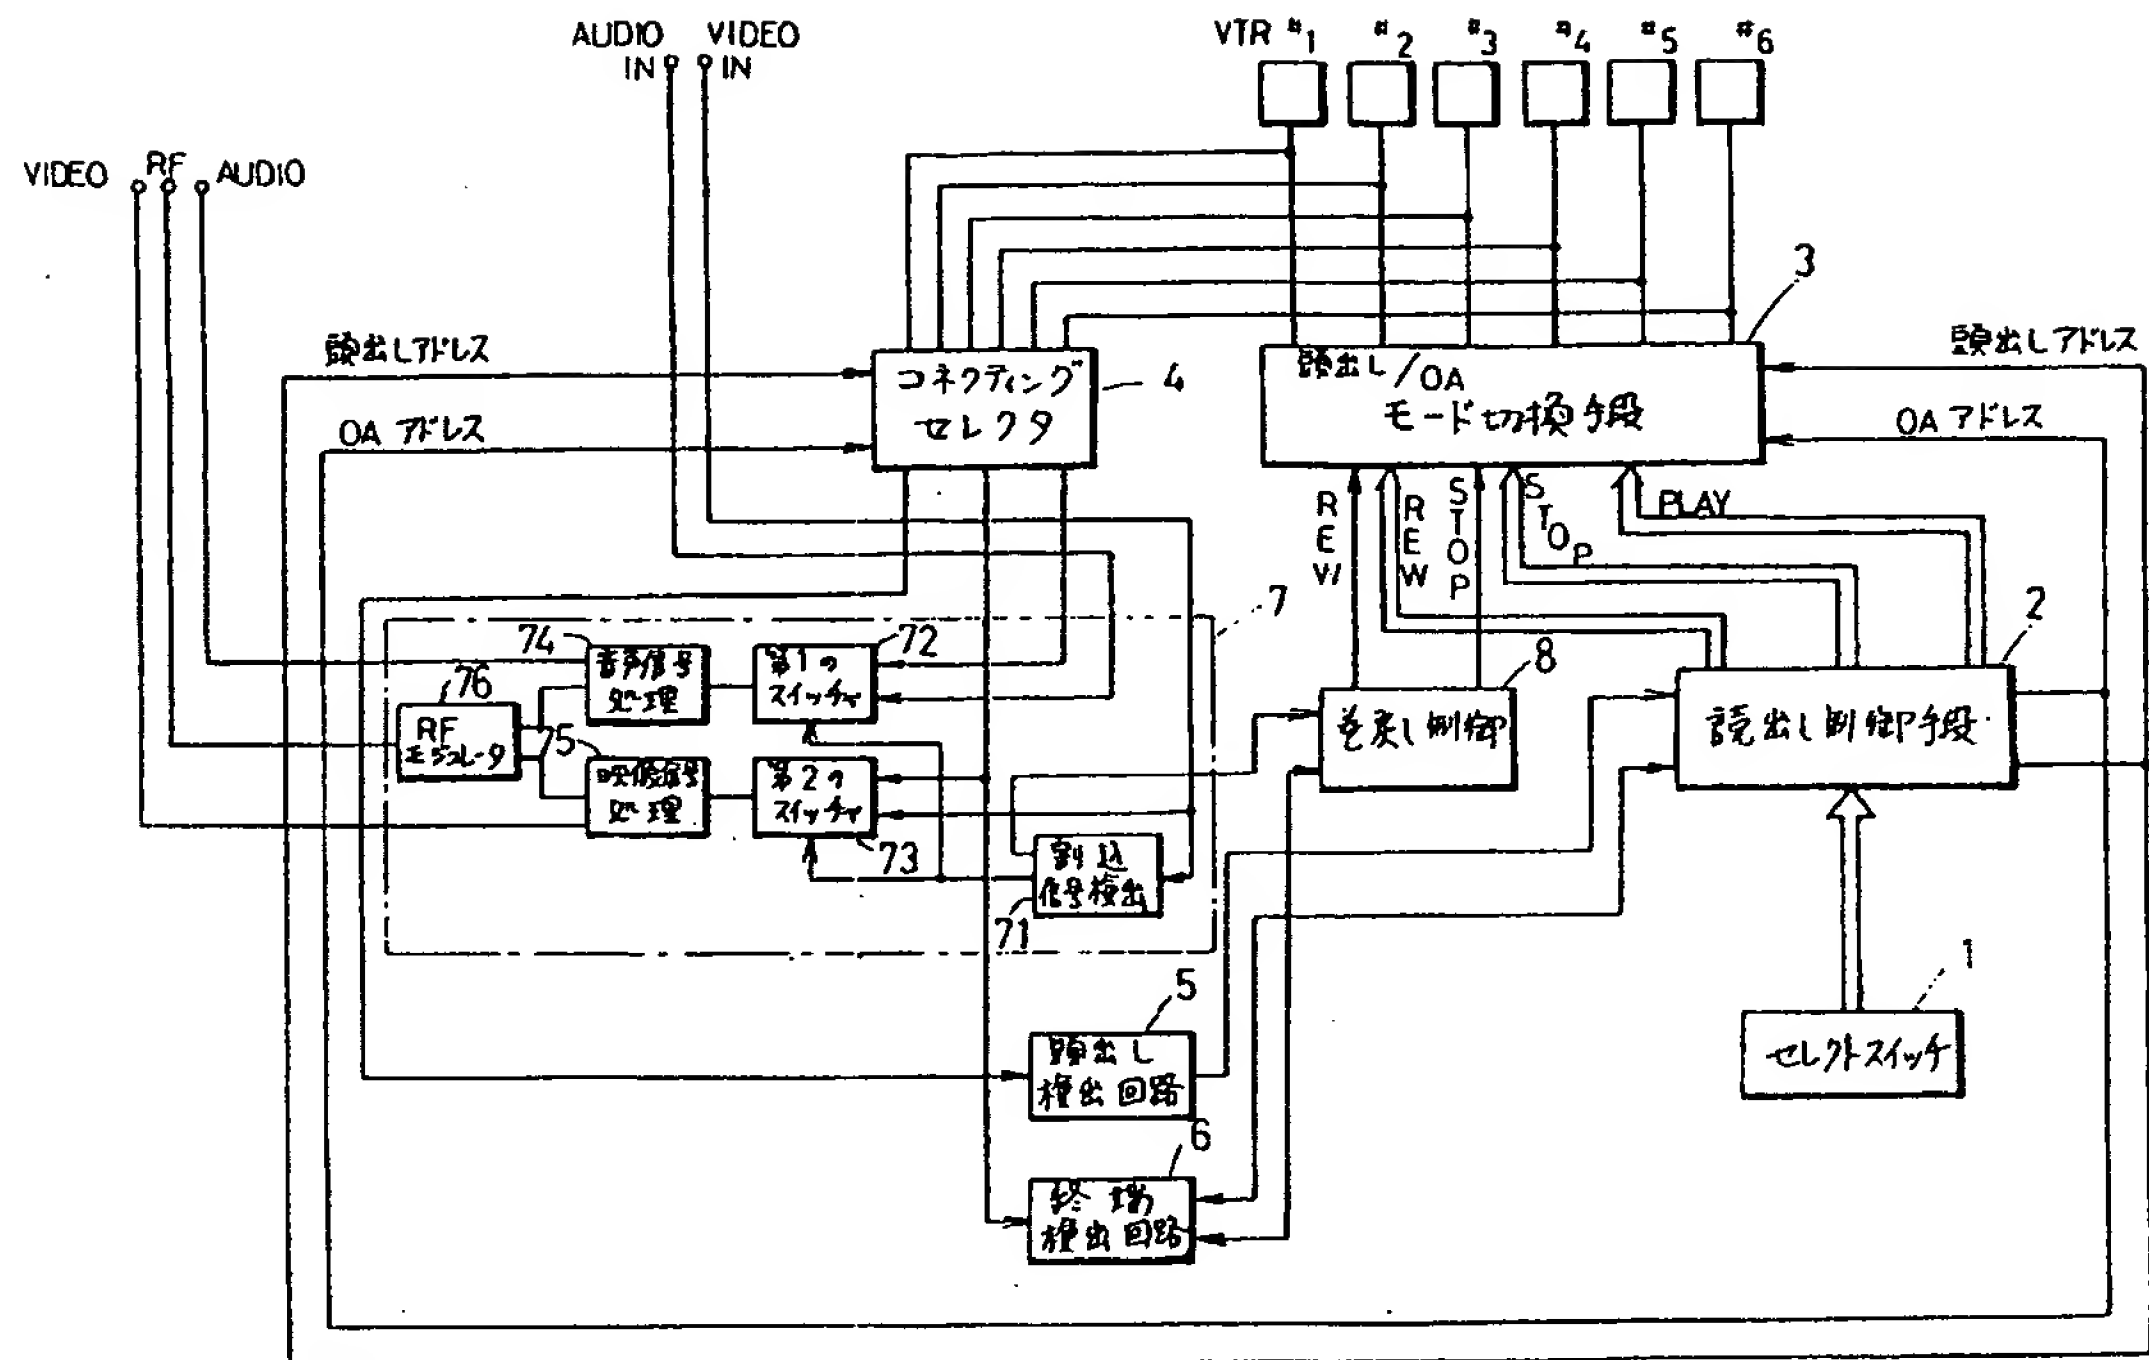 AUDIO IN
VIDEO IN
VTR #1 #2 #3 #4 #5 #6
VIDEO RF AUDIO
3
頭出しアドレス
コネクティング
セレクタ
4
OA アドレス
頭出し/OA
モード切換手段
頭出しアドレス
OA アドレス
REW
REW
STOP
STOP
PLAY
7
2
8
74
音声信号
処理
第1の
スイッチャ
72
76
RF
モジュレータ
75
映像信号
処理
第2の
スイッチャ
73
巻戻し制御
読出し制御手段
割込
信号検出
71
5
頭出し
検出回路
1
セレクトスイッチ
6
終端
検出回路